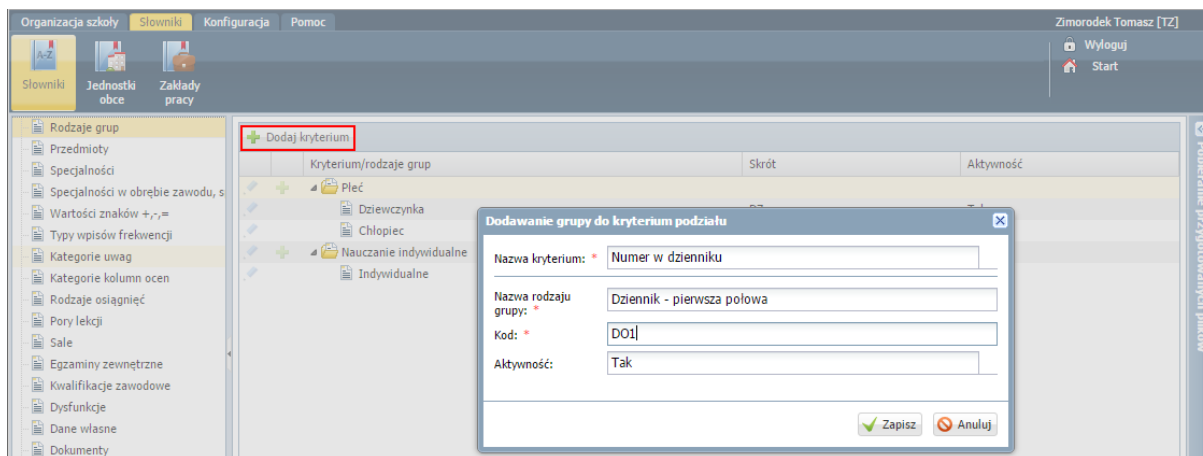 Organizacja szkoły Słowniki Konfiguracja Pomoc Zimorodek Tomasz [TZ]
A-Z
Słowniki
Jednostki obce
Zakłady pracy
Wyloguj
Start
Rodzaje grup
Przedmioty
Specjalności
Specjalności w obrębie zawodu, s
Wartości znaków +,-,=
Typy wpisów frekwencji
Kategorie uwag
Kategorie kolumn ocen
Rodzaje osiągnięć
Pory lekcji
Sale
Egzaminy zewnętrzne
Kwalifikacje zawodowe
Dysfunkcje
Dane własne
Dokumenty
Dodaj kryterium
Kryterium/rodzaje grup Skrót Aktywność
Płeć
Dziewczynka
Chłopiec
Nauczanie indywidualne
Indywidualne
Dodawanie grupy do kryterium podziału
Nazwa kryterium: * Numer w dzienniku
Nazwa rodzaju grupy: * Dziennik - pierwsza połowa
Kod: * DO1
Aktywność: Tak
Zapisz Anuluj
Pobieranie przygotowanych plików